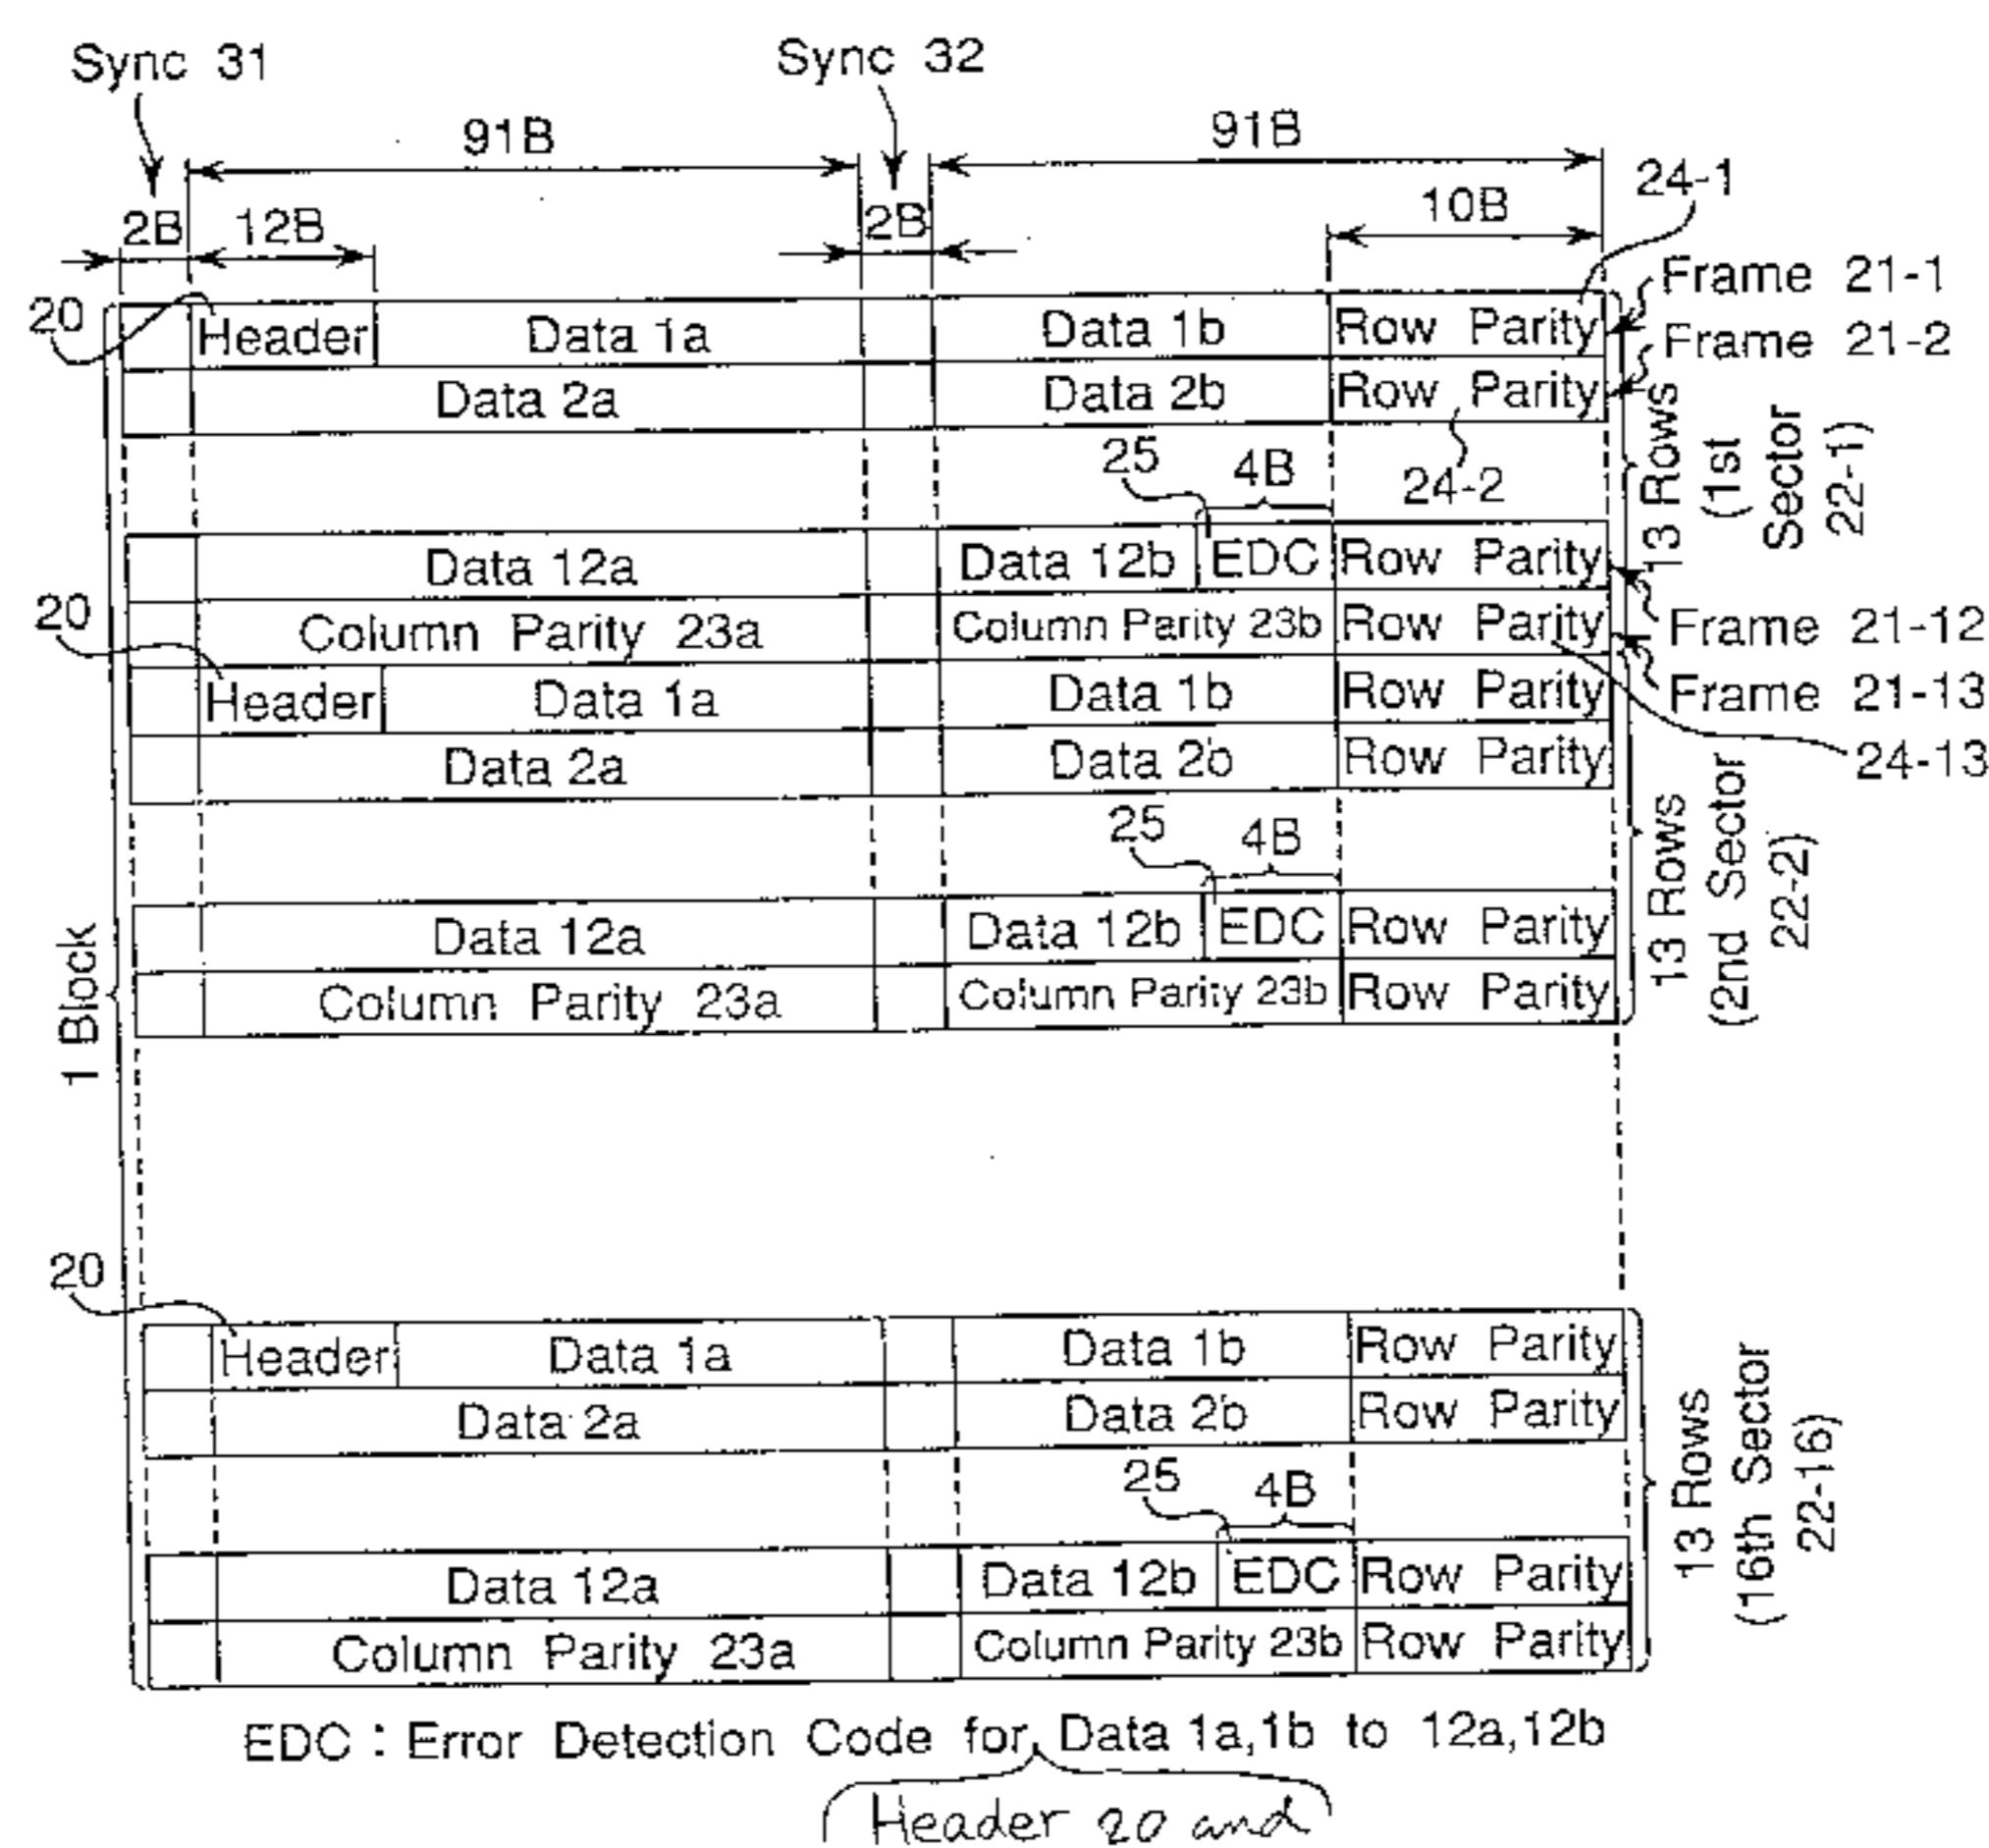 Sync 31
Sync 32
91B
91B
24-1
2B
12B
2B
10B
20
Frame 21-1
Header
Data 1a
Data 1b
Row Parity
Frame 21-2
Data 2a
Data 2b
Row Parity
13 Rows
(1st
Sector
22-1)
25
4B
24-2
Data 12a
Data 12b
EDC
Row Parity
20
Frame 21-12
Column Parity 23a
Column Parity 23b
Row Parity
Header
Data 1a
Data 1b
Row Parity
Frame 21-13
Data 2a
Data 2b
Row Parity
24-13
25
4B
13 Rows
(2nd Sector
22-2)
Data 12a
Data 12b
EDC
Row Parity
1 Block
Column Parity 23a
Column Parity 23b
Row Parity
20
Header
Data 1a
Data 1b
Row Parity
Data 2a
Data 2b
Row Parity
25
4B
13 Rows
(16th Sector
22-16)
Data 12a
Data 12b
EDC
Row Parity
Column Parity 23a
Column Parity 23b
Row Parity
EDC : Error Detection Code for Data 1a,1b to 12a,12b
Header 20 and